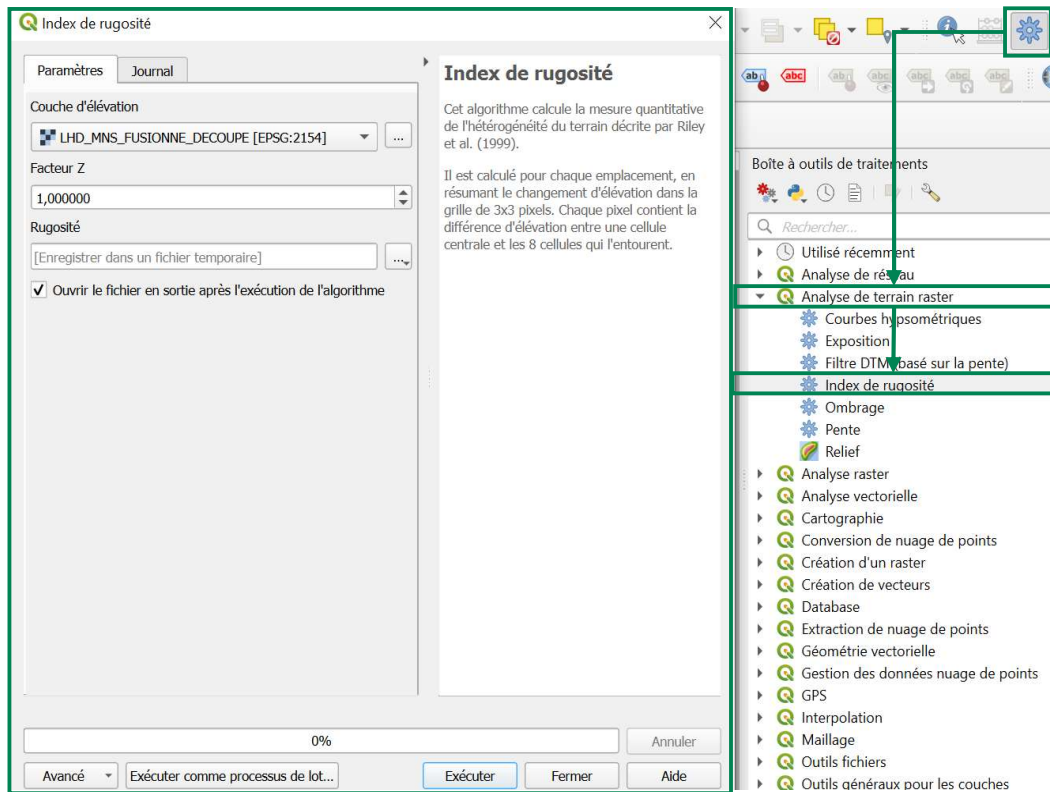 Index de rugosité
Paramètres
Journal
Couche d'élévation
LHD_MNS_FUSIONNE_DECOUPE [EPSG:2154]
...
Facteur Z
1,000000
Rugosité
[Enregistrer dans un fichier temporaire]
...
Ouvrir le fichier en sortie après l'exécution de l'algorithme
Index de rugosité
Cet algorithme calcule la mesure quantitative
de l'hétérogénéité du terrain décrite par Riley
et al. (1999).
Il est calculé pour chaque emplacement, en
résumant le changement d'élévation dans la
grille de 3x3 pixels. Chaque pixel contient la
différence d'élévation entre une cellule
centrale et les 8 cellules qui l'entourent.
0%
Annuler
Avancé
Exécuter comme processus de lot...
Exécuter
Fermer
Aide
abc
Boîte à outils de traitements
Rechercher...
Utilisé récemment
Analyse de réseau
Analyse de terrain raster
Courbes hypsométriques
Exposition
Filtre DTM (basé sur la pente)
Index de rugosité
Ombrage
Pente
Relief
Analyse raster
Analyse vectorielle
Cartographie
Conversion de nuage de points
Création d'un raster
Création de vecteurs
Database
Extraction de nuage de points
Géométrie vectorielle
Gestion des données nuage de points
GPS
Interpolation
Maillage
Outils fichiers
Outils généraux pour les couches